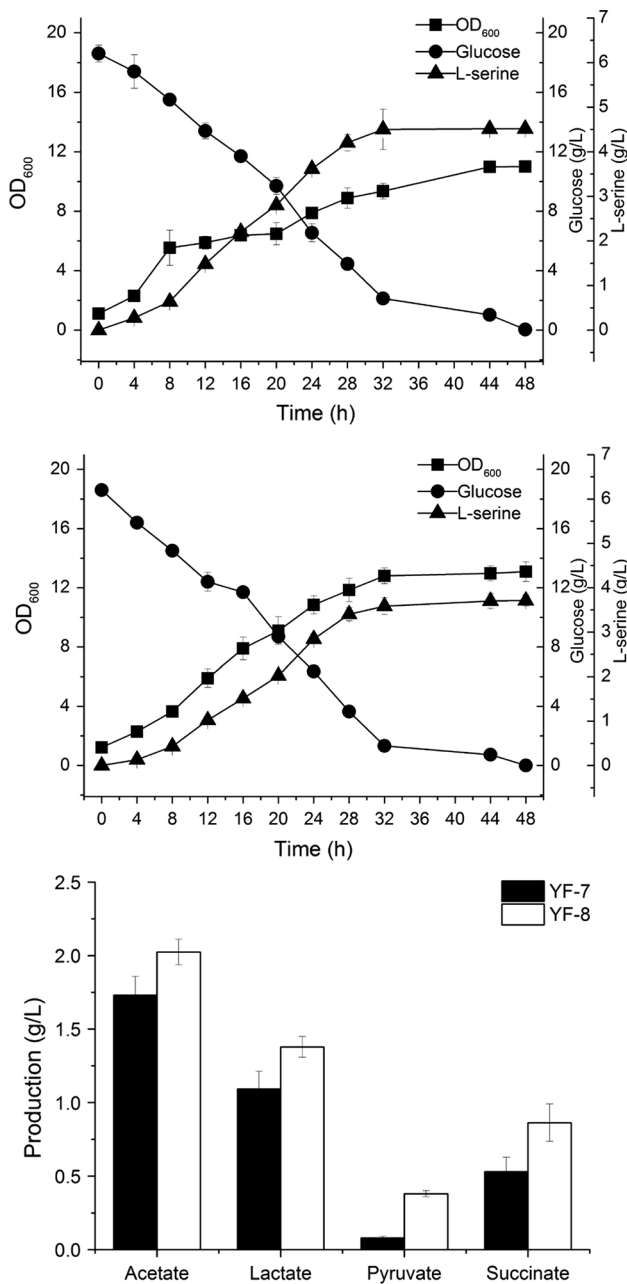 OD600
Glucose
L-serine
20
16
12
8
4
0
OD600
20
16
12
8
4
0
Glucose (g/L)
7
6
5
4
3
2
1
0
L-serine (g/L)
0 4 8 12 16 20 24 28 32 36 40 44 48
Time (h)
OD600
Glucose
L-serine
20
16
12
8
4
0
OD600
20
16
12
8
4
0
Glucose (g/L)
7
6
5
4
3
2
1
0
L-serine (g/L)
0 4 8 12 16 20 24 28 32 36 40 44 48
Time (h)
YF-7
YF-8
2.5
2.0
1.5
1.0
0.5
0.0
Production (g/L)
Acetate Lactate Pyruvate Succinate